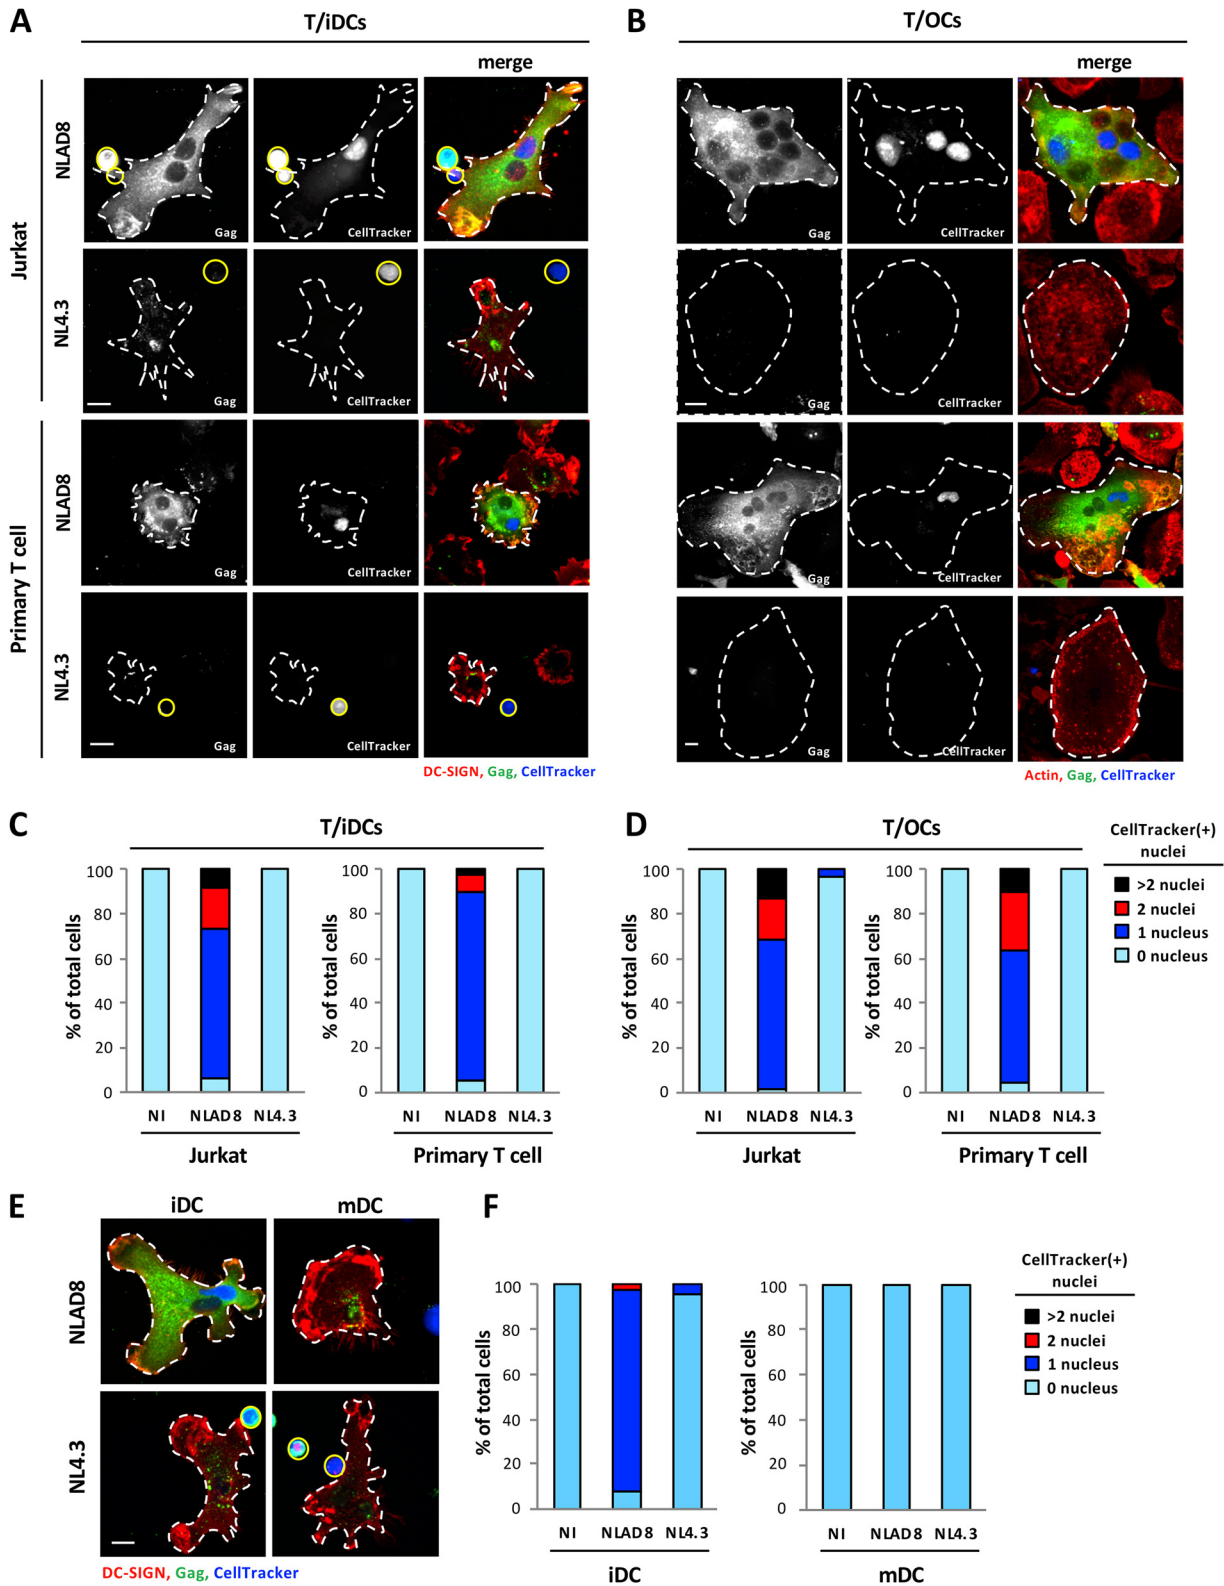 A
T/iDCs
merge
Jurkat
NLAD8
Gag
CellTracker
NL4.3
Gag
CellTracker
Primary T cell
NLAD8
Gag
CellTracker
NL4.3
Gag
CellTracker
DC-SIGN, Gag, CellTracker
B
T/OCs
merge
Gag
CellTracker
Gag
CellTracker
Gag
CellTracker
Gag
CellTracker
Actin, Gag, CellTracker
C
T/iDCs
% of total cells
100
80
60
40
20
0
NI NLAD8 NL4.3
Jurkat
% of total cells
100
80
60
40
20
0
NI NLAD8 NL4.3
Primary T cell
D
T/OCs
% of total cells
100
80
60
40
20
0
NI NLAD8 NL4.3
Jurkat
% of total cells
100
80
60
40
20
0
NI NLAD8 NL4.3
Primary T cell
CellTracker(+)
nuclei
>2 nuclei
2 nuclei
1 nucleus
0 nucleus
E
iDC mDC
NLAD8
NL4.3
DC-SIGN, Gag, CellTracker
F
% of total cells
100
80
60
40
20
0
NI NLAD8 NL4.3
iDC
% of total cells
100
80
60
40
20
0
NI NLAD8 NL4.3
mDC
CellTracker(+)
nuclei
>2 nuclei
2 nuclei
1 nucleus
0 nucleus